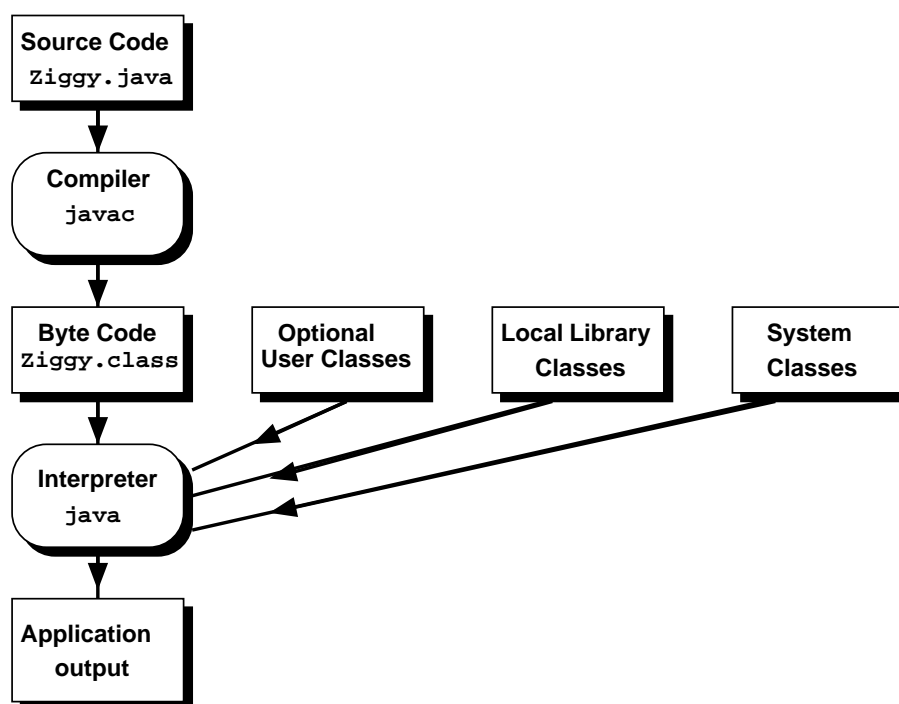 Source Code
Ziggy.java
Compiler
javac
Byte Code
Ziggy.class
Optional
User Classes
Local Library
Classes
System
Classes
Interpreter
java
Application
output